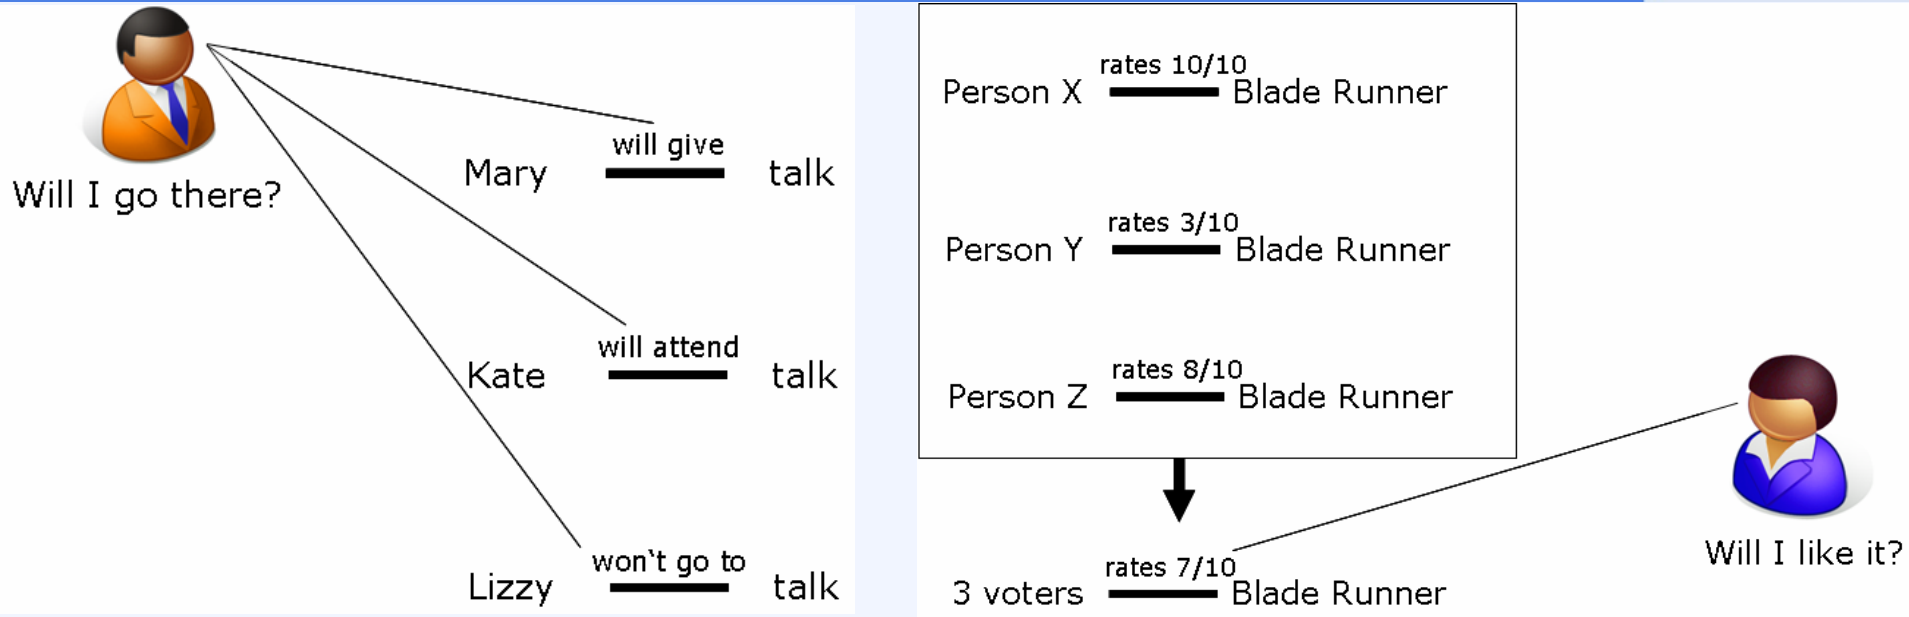 Will I go there?
will give
Mary talk
will attend
Kate talk
won't go to
Lizzy talk
rates 10/10
Person X Blade Runner
rates 3/10
Person Y Blade Runner
rates 8/10
Person Z Blade Runner
rates 7/10
3 voters Blade Runner
Will I like it?